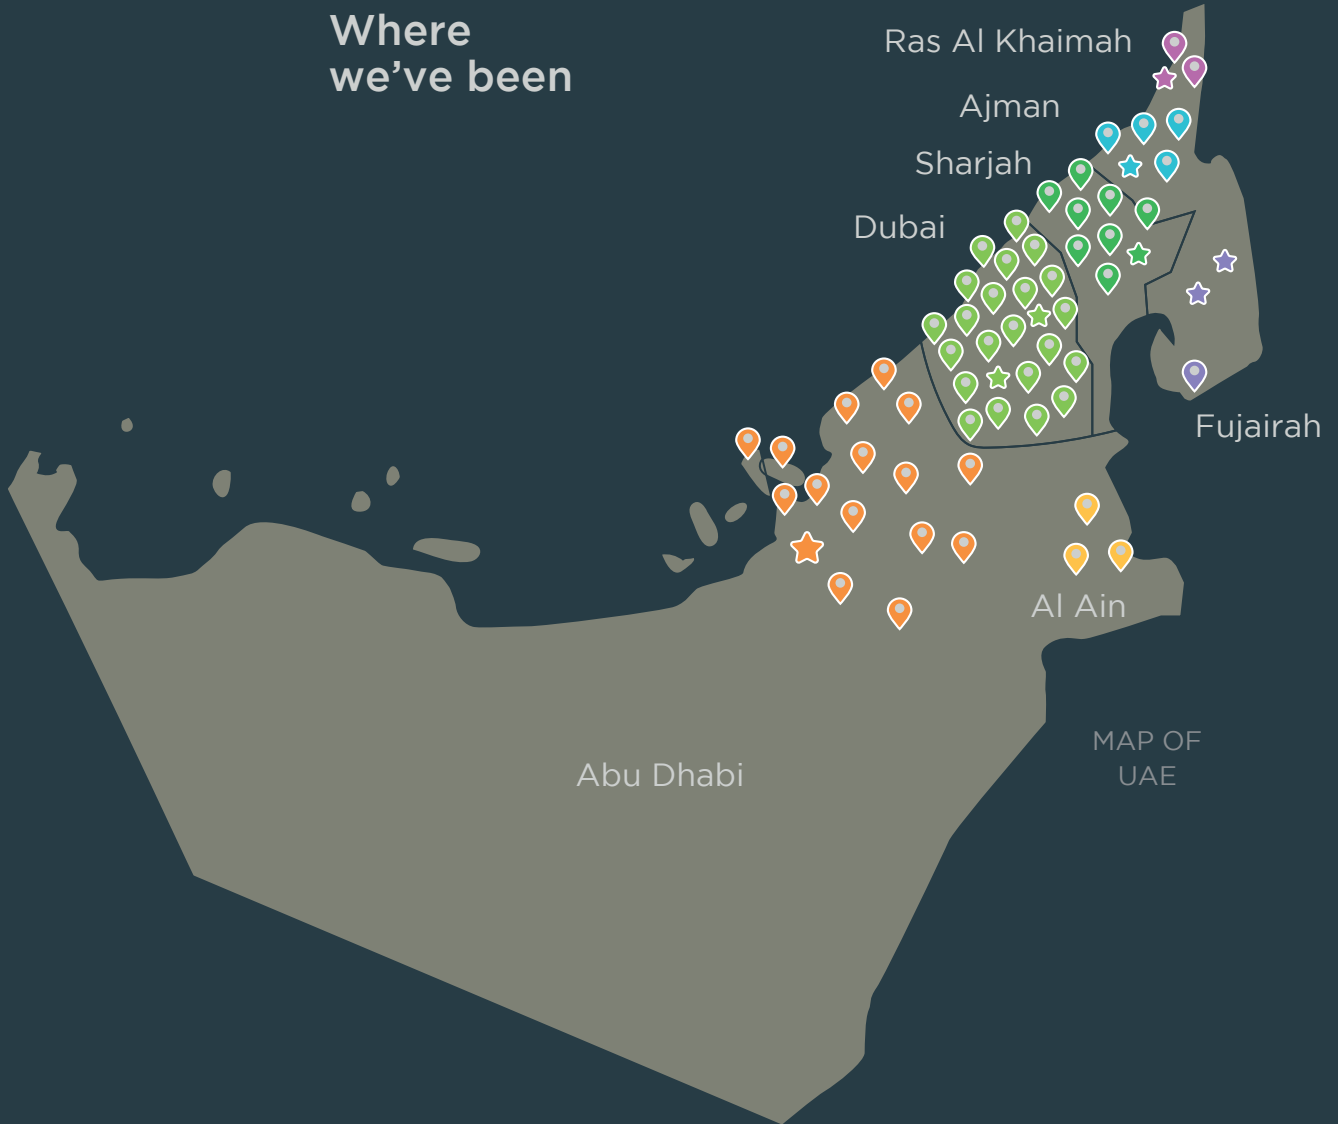 Where
we've been
Ras Al Khaimah
Ajman
Sharjah
Dubai
Fujairah
Al Ain
MAP OF
UAE
Abu Dhabi